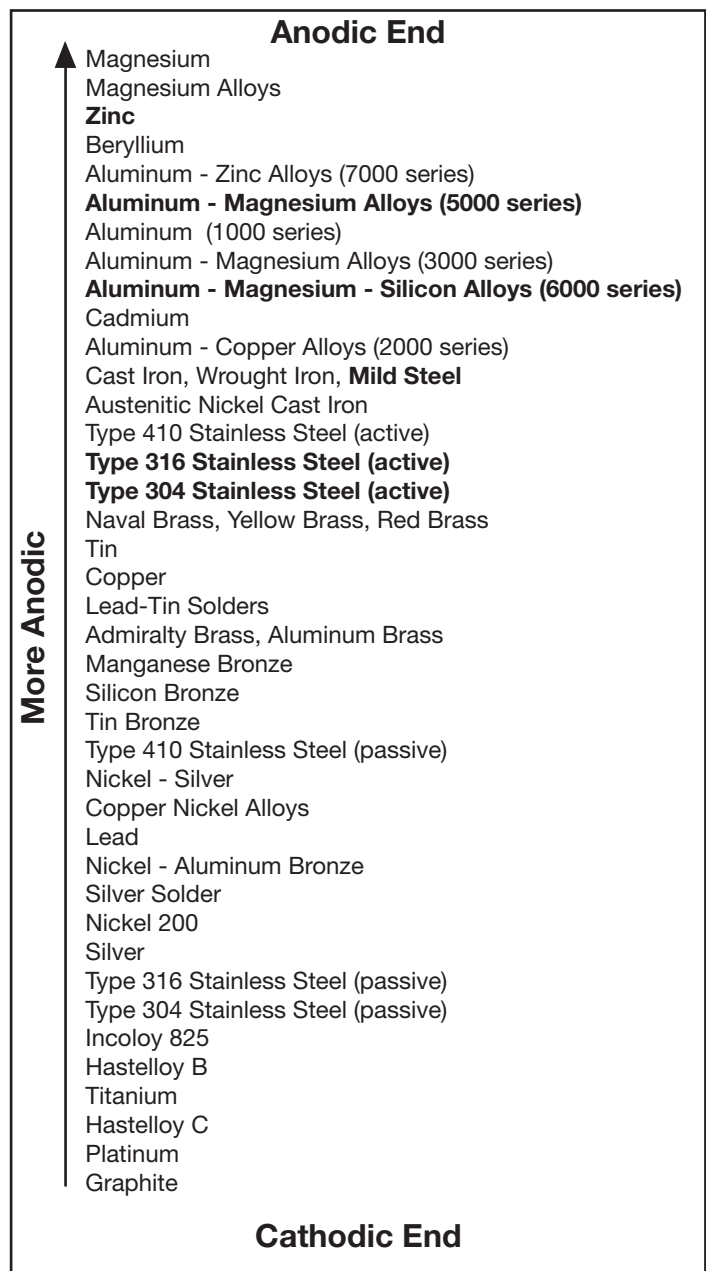 Anodic End
Magnesium
Magnesium Alloys
Zinc
Beryllium
Aluminum - Zinc Alloys (7000 series)
Aluminum - Magnesium Alloys (5000 series)
Aluminum (1000 series)
Aluminum - Magnesium Alloys (3000 series)
Aluminum - Magnesium - Silicon Alloys (6000 series)
Cadmium
Aluminum - Copper Alloys (2000 series)
Cast Iron, Wrought Iron, Mild Steel
Austenitic Nickel Cast Iron
Type 410 Stainless Steel (active)
Type 316 Stainless Steel (active)
Type 304 Stainless Steel (active)
Naval Brass, Yellow Brass, Red Brass
Tin
Copper
Lead-Tin Solders
Admiralty Brass, Aluminum Brass
Manganese Bronze
Silicon Bronze
Tin Bronze
Type 410 Stainless Steel (passive)
Nickel - Silver
Copper Nickel Alloys
Lead
Nickel - Aluminum Bronze
Silver Solder
Nickel 200
Silver
Type 316 Stainless Steel (passive)
Type 304 Stainless Steel (passive)
Incoloy 825
Hastelloy B
Titanium
Hastelloy C
Platinum
Graphite
More Anodic
Cathodic End